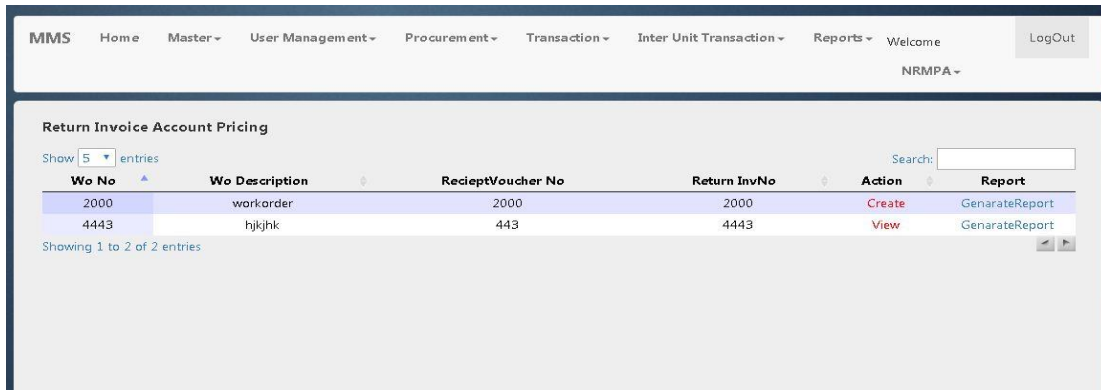 MMS Home Master User Management Procurement Transaction Inter Unit Transaction Reports Welcome LogOut
NRMPA
Return Invoice Account Pricing
Show 5 entries Search:
Wo No Wo Description RecieptVoucher No Return InvNo Action Report
2000 workorder 2000 2000 Create GenarateReport
4443 hjkjhk 443 4443 View GenarateReport
Showing 1 to 2 of 2 entries